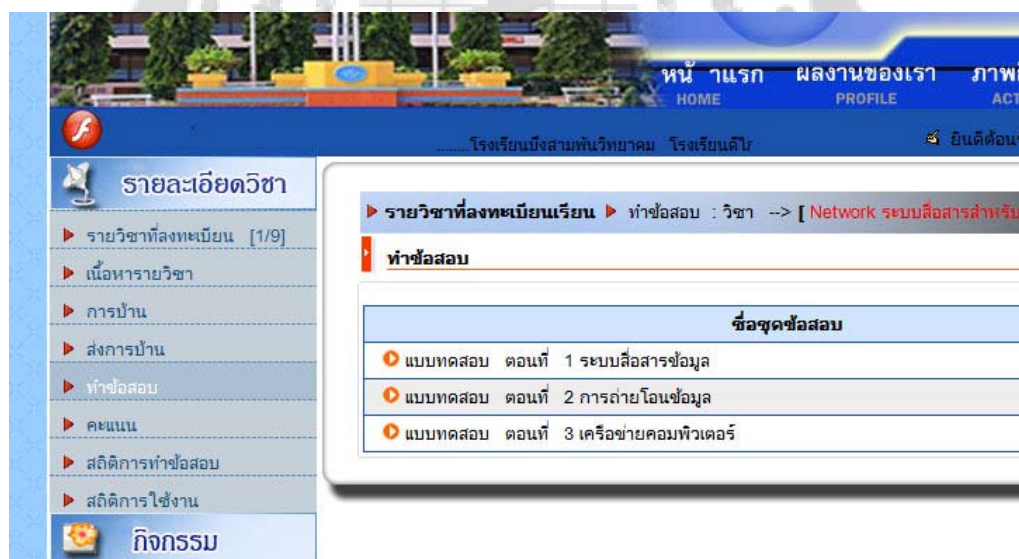 หน้าแรก ผลงานของเรา
HOME PROFILE ACT
........โรงเรียนบึงสามพันวิทยาคม โรงเรียนดีใ
ยินดีต้อน
รายละเอียดวิชา
รายวิชาที่ลงทะเบียน [1/9]
เนื้อหารายวิชา
การบ้าน
ส่งการบ้าน
ทำข้อสอบ
คะแนน
สถิติการทำข้อสอบ
สถิติการใช้งาน
กิจกรรม
รายวิชาที่ลงทะเบียนเรียน ทำข้อสอบ : วิชา --> [ Network ระบบสื่อสารสำหรับ
ทำข้อสอบ
ชื่อชุดข้อสอบ
แบบทดสอบ ตอนที่ 1 ระบบสื่อสารข้อมูล
แบบทดสอบ ตอนที่ 2 การถ่ายโอนข้อมูล
แบบทดสอบ ตอนที่ 3 เครือข่ายคอมพิวเตอร์